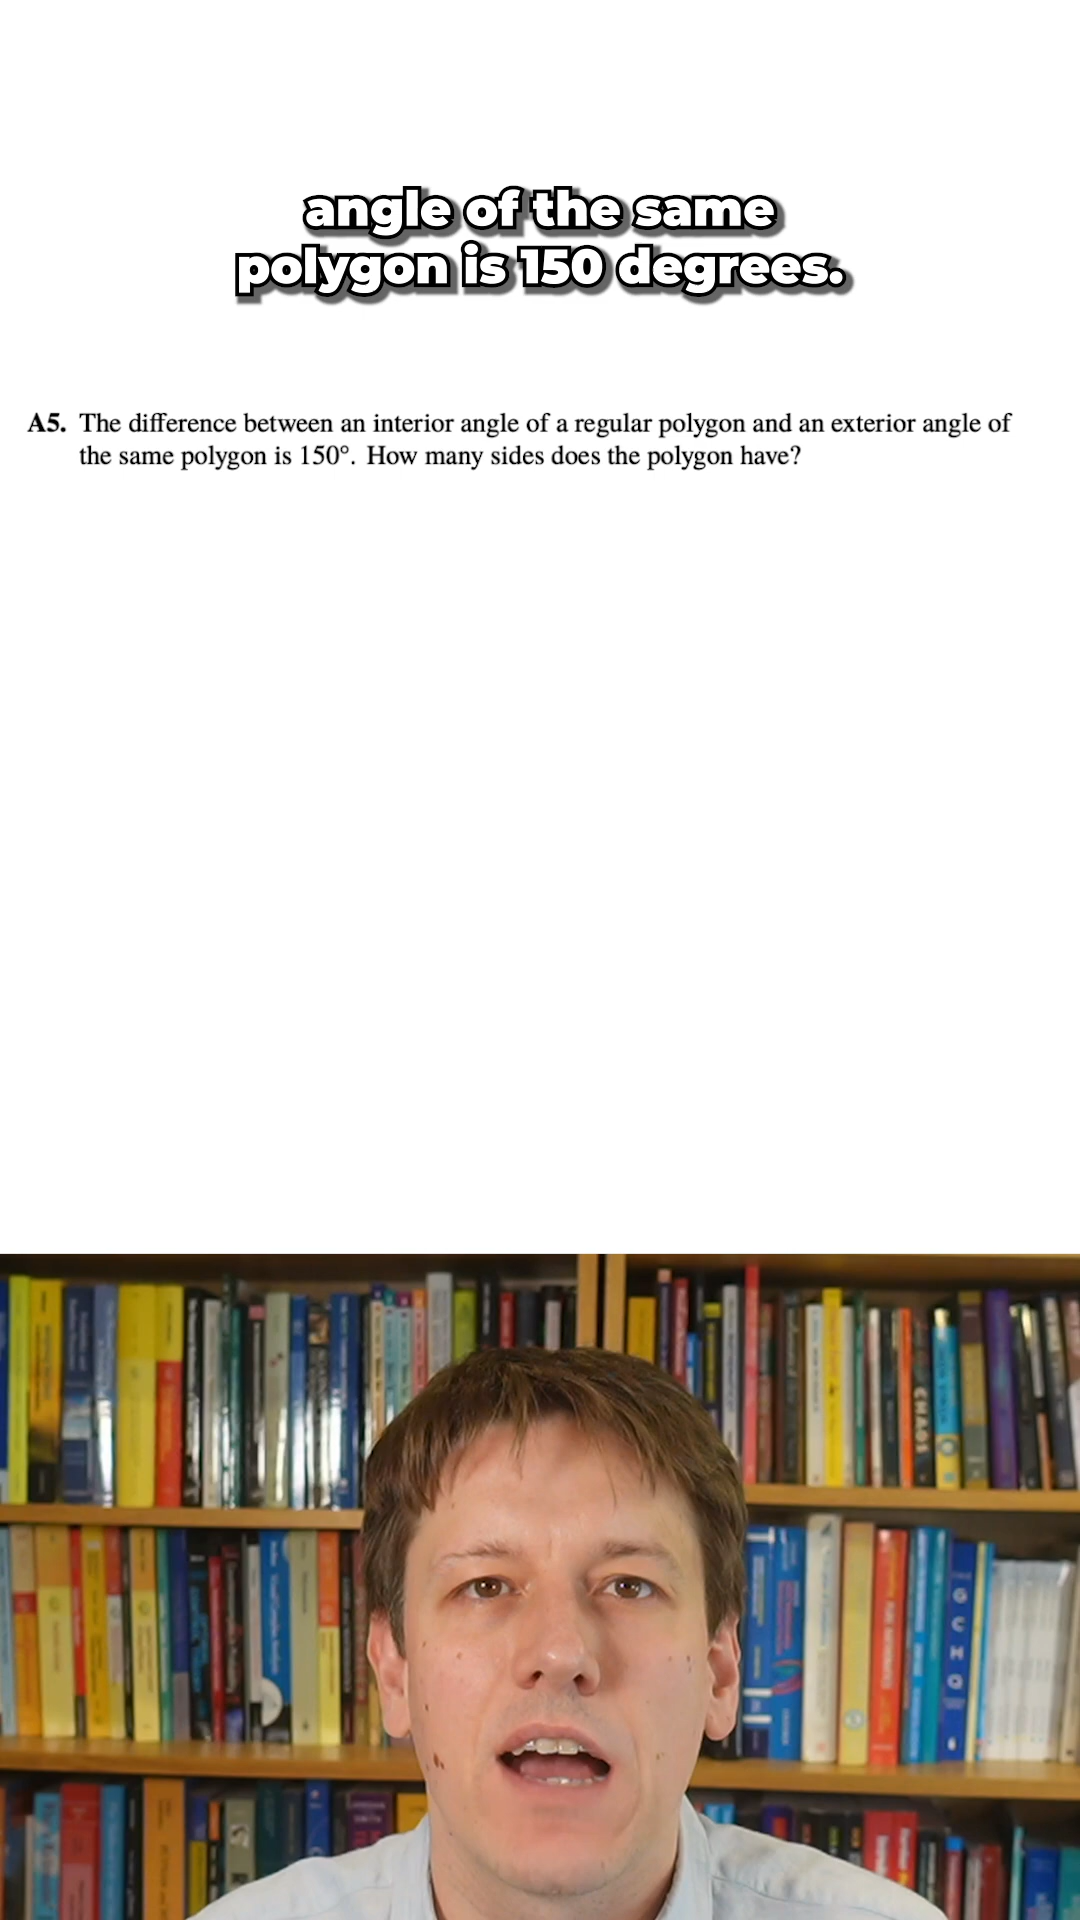 angle of the same
polygon is 150 degrees.
A5. The difference between an interior angle of a regular polygon and an exterior angle of
the same polygon is 150°. How many sides does the polygon have?
CHAOS
GCHQ